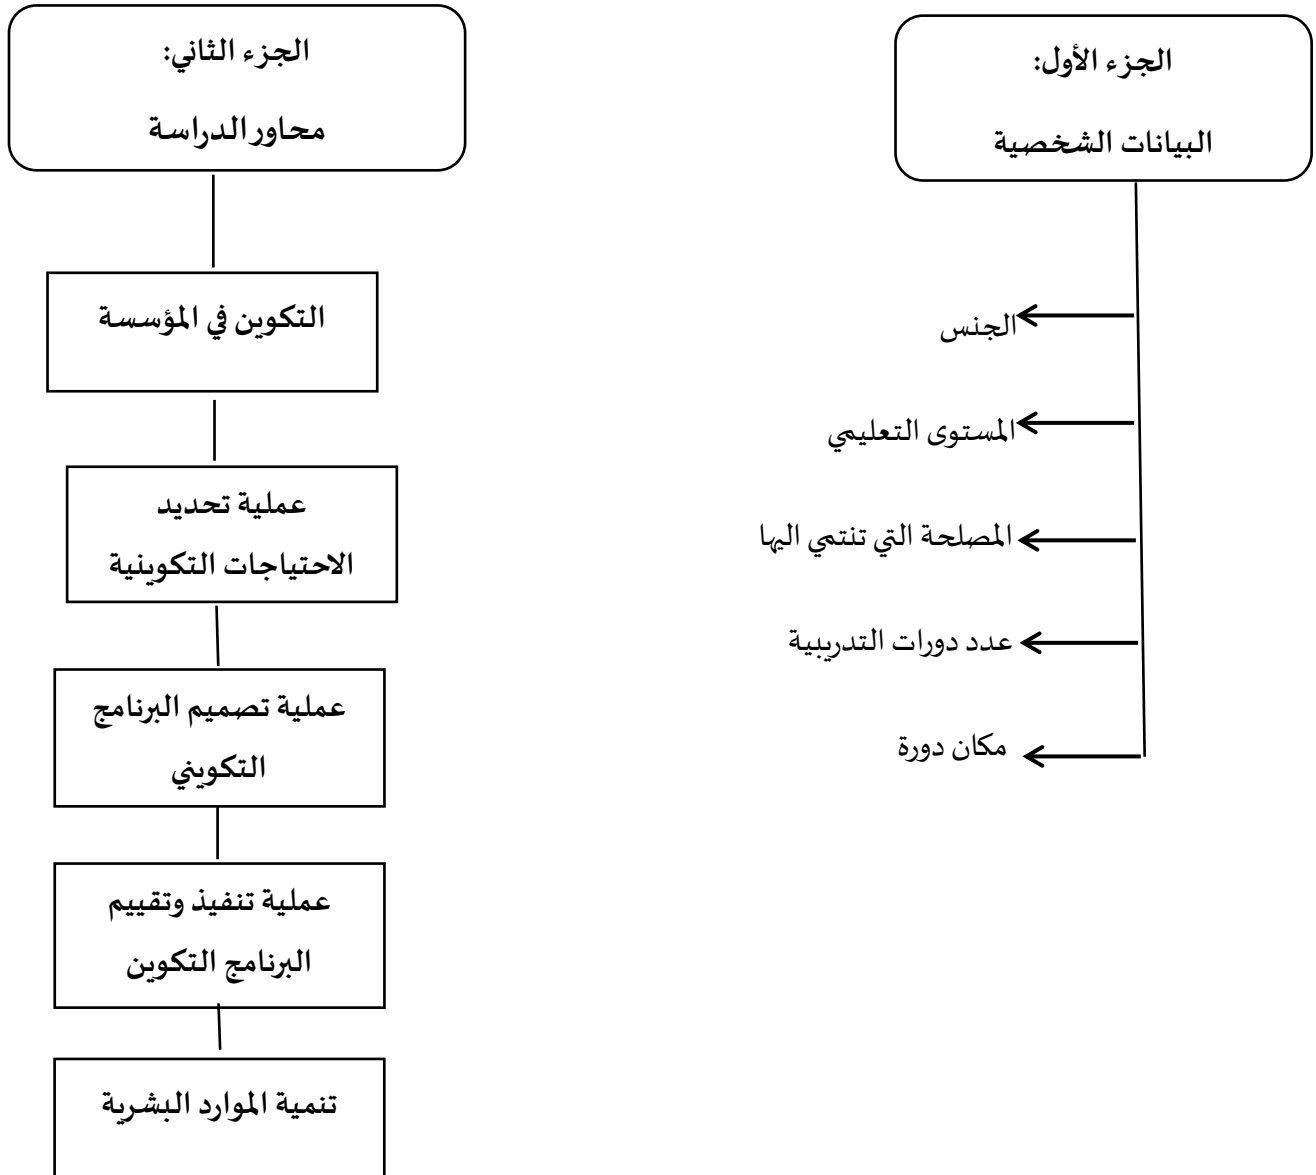 الجزء الأول:
البيانات الشخصية
الجنس
المستوى التعليمي
المصلحة التي تنتمي اليها
عدد دورات التدريبية
مكان دورة
الجزء الثاني:
محاور الدراسة
التكوين في المؤسسة
عملية تحديد
الاحتياجات التكوينية
عملية تصميم البرنامج
التكويني
عملية تنفيذ وتقييم
البرنامج التكوين
تنمية الموارد البشرية